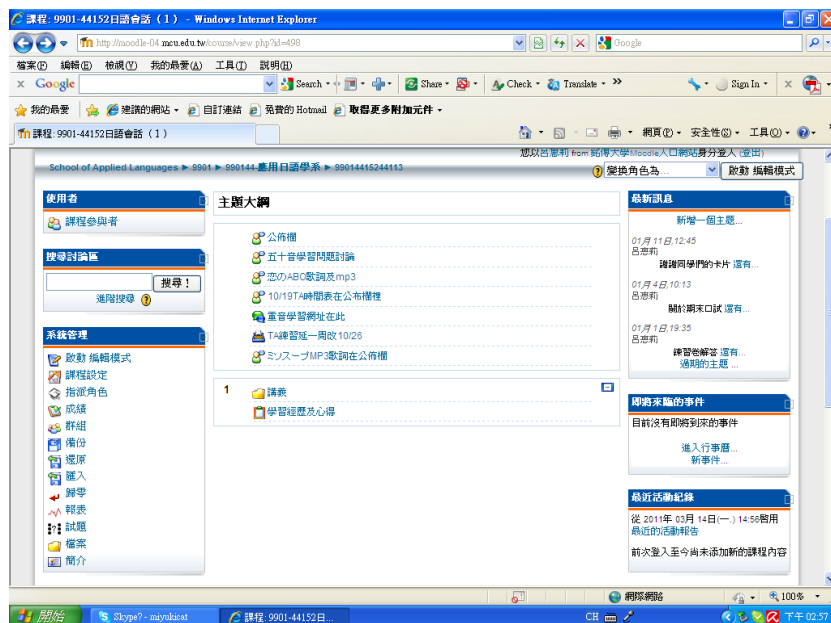 課程: 9901-44152日語會話（1） - Windows Internet Explorer
http://moodle-04.mcu.edu.tw/course/view.php?id=498
Google
檔案(F) 編輯(E) 檢視(V) 我的最愛(A) 工具(T) 說明(H)
x Google Search Share Check Translate Sign In x
我的最愛 建議的網站 自訂連結 免費的 Hotmail 取得更多附加元件
課程: 9901-44152日語會話（1） 網頁(P) 安全性(S) 工具(O)
您以呂惠莉 from 銘傳大學Moodle入口網站身分登入 (登出)
School of Applied Languages ► 9901 ► 990144-應用日語學系 ► 99014415244113
變換角色為... 啟動 編輯模式
使用者
課程參與者
搜尋討論區
搜尋！
進階搜尋
系統管理
啟動 編輯模式
課程設定
指派角色
成績
群組
備份
還原
匯入
歸零
報表
試題
檔案
簡介
主題大綱
公佈欄
五十音學習問題討論
恋のABC歌詞及mp3
10/19TA時間表在公布欄裡
重音學習網址在此
TA練習延一周改10/26
ミソスープMP3歌詞在公佈欄
1
講義
學習經歷及心得
最新訊息
新增一個主題...
01月 11日,12:45
謝謝同學們的卡片 還有...
01月 4日,10:13
關於期末口試 還有...
01月 1日,19:35
練習卷解答 還有...
過期的主題 ...
即將來臨的事件
目前沒有即將到來的事件
進入行事曆...
新事件...
最近活動紀錄
從 2011年 03月 14日(一.) 14:56啓用
最近的活動報告
前次登入至今尚未添加新的課程內容
網際網路 100%
開始 Skype? - miyukicat 課程: 9901-44152日... CH 下午 02:57